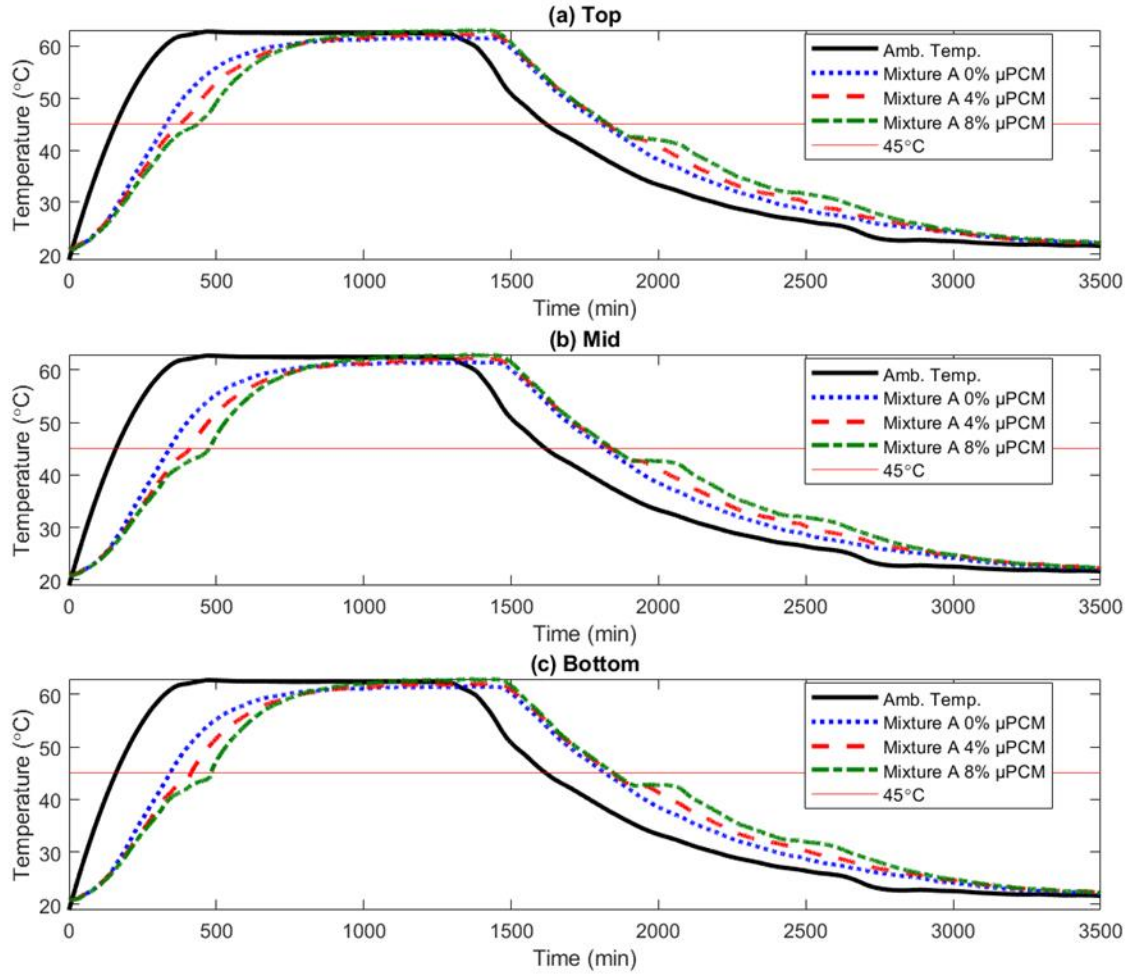 (a) Top
Temperature (°C)
60
50
40
30
20
0 500 1000 1500 2000 2500 3000 3500
Time (min)
Amb. Temp.
Mixture A 0% µPCM
Mixture A 4% µPCM
Mixture A 8% µPCM
45°C
(b) Mid
Temperature (°C)
60
50
40
30
20
0 500 1000 1500 2000 2500 3000 3500
Time (min)
Amb. Temp.
Mixture A 0% µPCM
Mixture A 4% µPCM
Mixture A 8% µPCM
45°C
(c) Bottom
Temperature (°C)
60
50
40
30
20
0 500 1000 1500 2000 2500 3000 3500
Time (min)
Amb. Temp.
Mixture A 0% µPCM
Mixture A 4% µPCM
Mixture A 8% µPCM
45°C